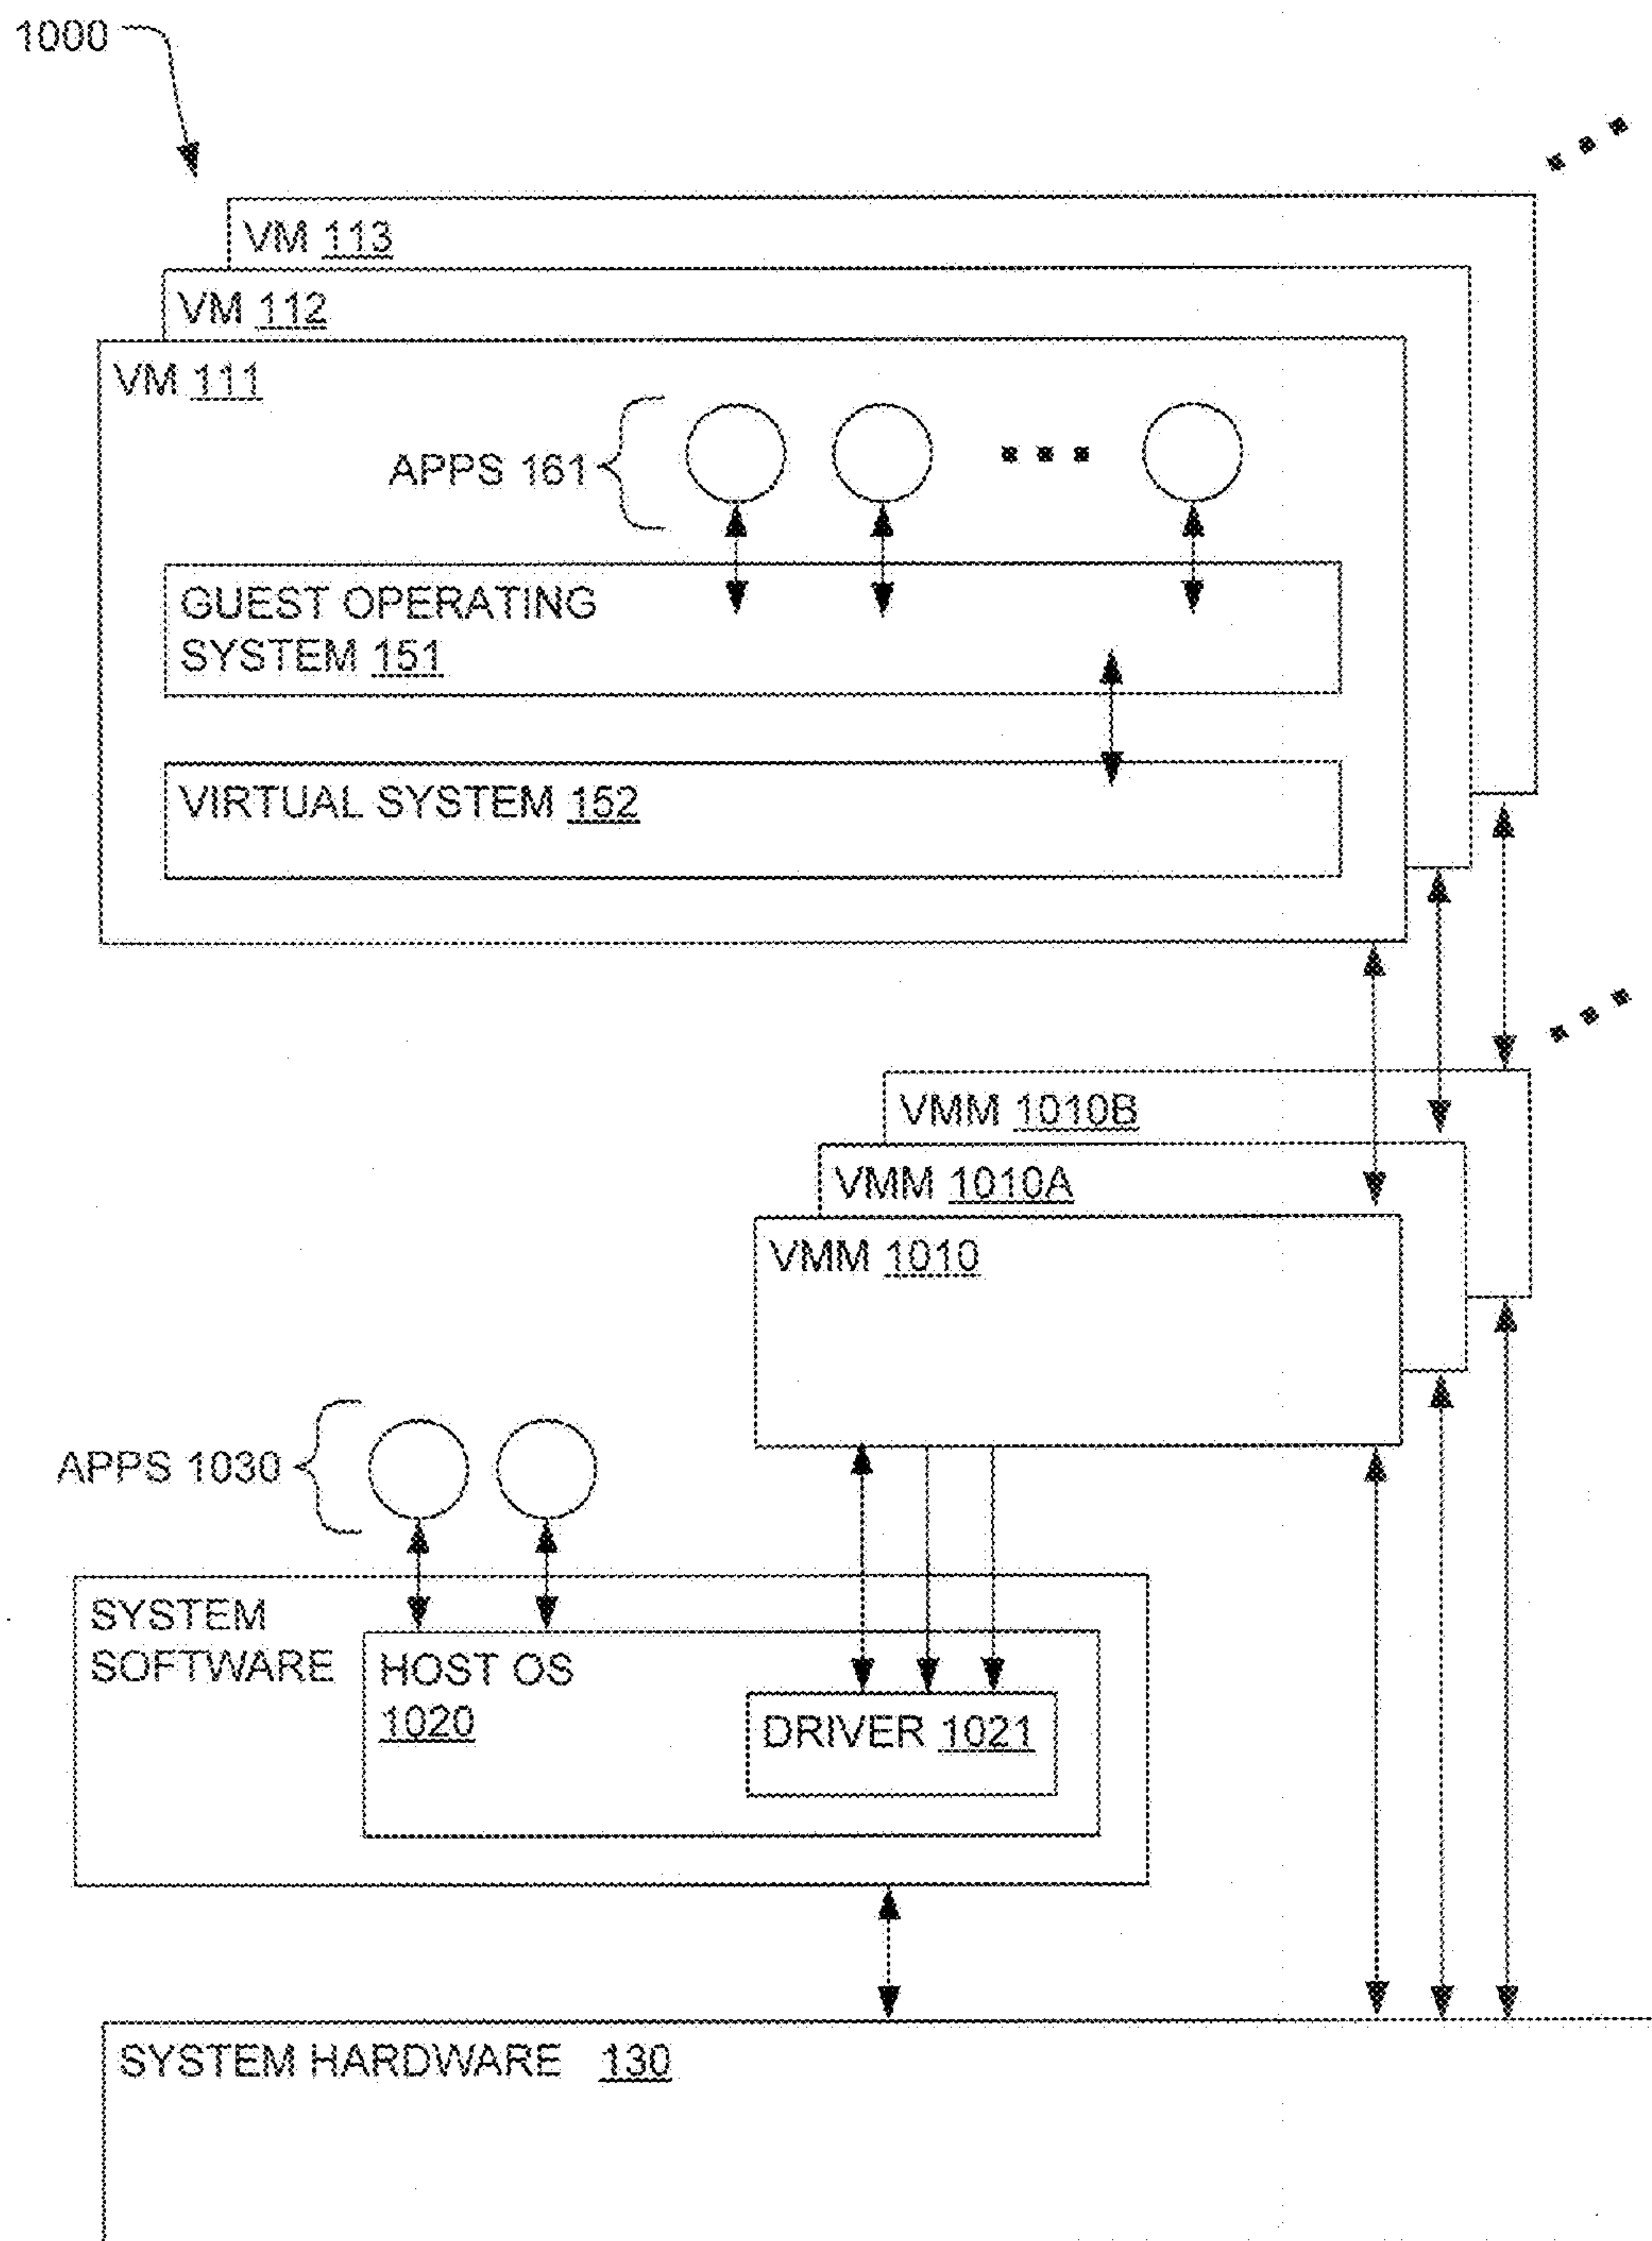 1000
VM 113
VM 112
VM 111
APPS 161
GUEST OPERATING
SYSTEM 151
VIRTUAL SYSTEM 152
VMM 1010B
VMM 1010A
VMM 1010
APPS 1030
SYSTEM
SOFTWARE
HOST OS
1020
DRIVER 1021
SYSTEM HARDWARE 130